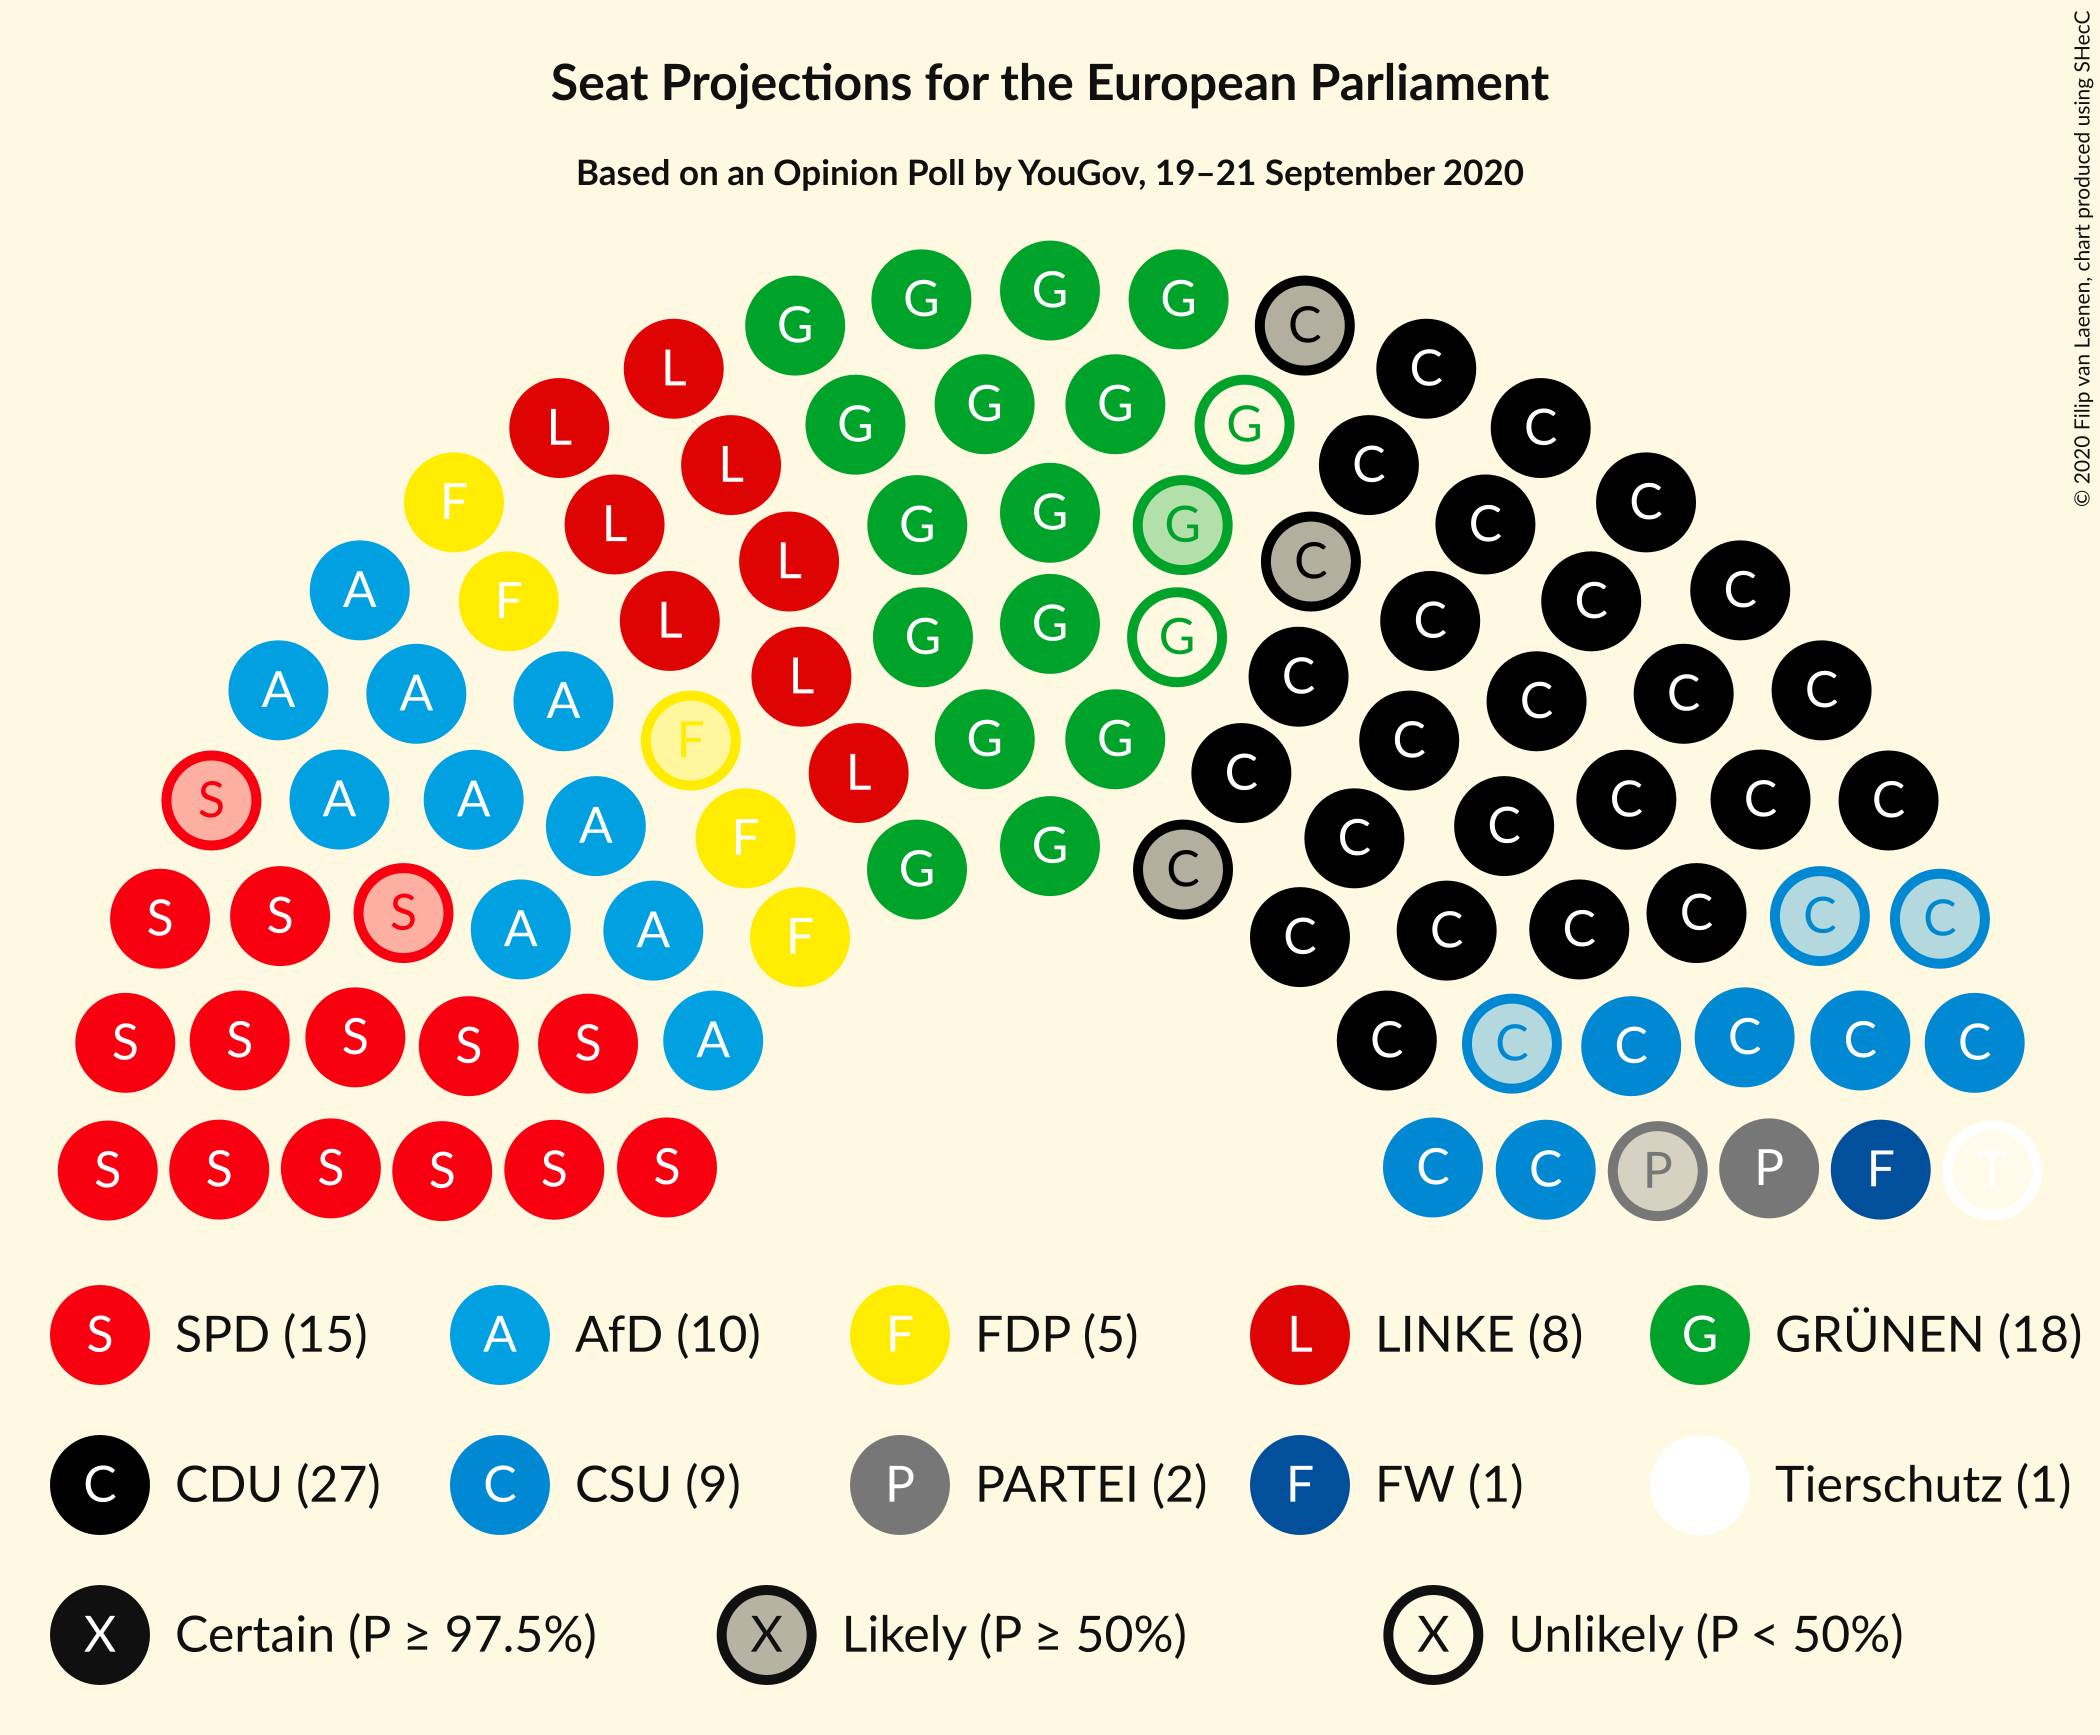 Seat Projections for the European Parliament
Based on an Opinion Poll by YouGov, 19–21 September 2020
© 2020 Filip van Laenen, chart produced using SHecC
G G G G C
L G G G G C
L L G G G C C
F L L G G G C C C
A F L L G G C C C C
A A A F L G G C C C C C
S A A A F G G C C C C C C
S S S A A F C C C C C C
S S S S S A C C C C C C
S S S S S S C C P P F T
S SPD (15) A AfD (10) F FDP (5) L LINKE (8) G GRÜNEN (18)
C CDU (27) C CSU (9) P PARTEI (2) F FW (1) Tierschutz (1)
X Certain (P ≥ 97.5%) X Likely (P ≥ 50%) X Unlikely (P < 50%)